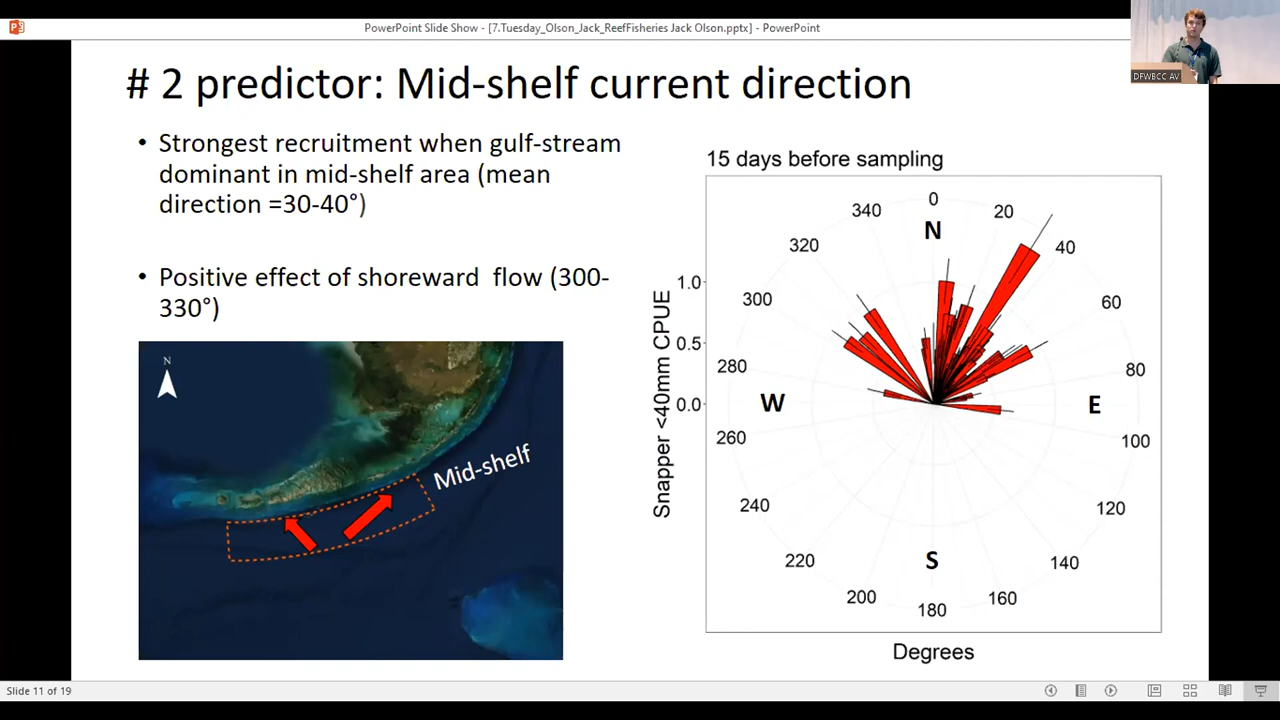 PowerPoint Slide Show - [7.Tuesday_Olson_Jack_ReefFisheries Jack Olson.pptx] - PowerPoint
DFWBCC AV
# 2 predictor: Mid-shelf current direction
• Strongest recruitment when gulf-stream
dominant in mid-shelf area (mean
direction =30-40°)
• Positive effect of shoreward  flow (300-
330°)
N
Mid-shelf
15 days before sampling
0
20
40
60
80
100
120
140
160
180
200
220
240
260
280
300
320
340
N
E
S
W
1.0
0.5
0.0
Snapper <40mm CPUE
Degrees
Slide 11 of 19